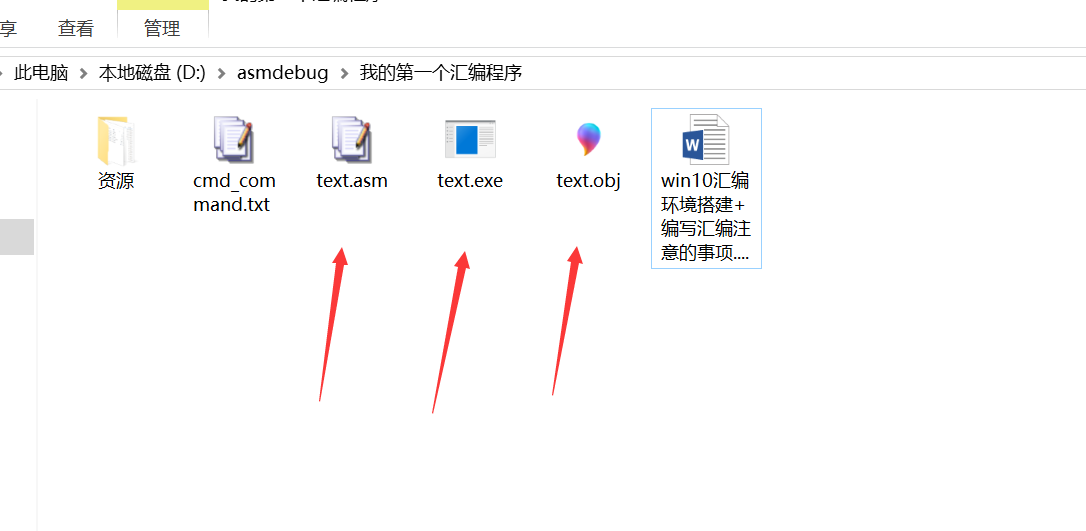 享 查看 管理
此电脑 > 本地磁盘 (D:) > asmdebug > 我的第一个汇编程序
资源
cmd_com
mand.txt
text.asm
text.exe
text.obj
win10汇编
环境搭建+
编写汇编注
意的事项....